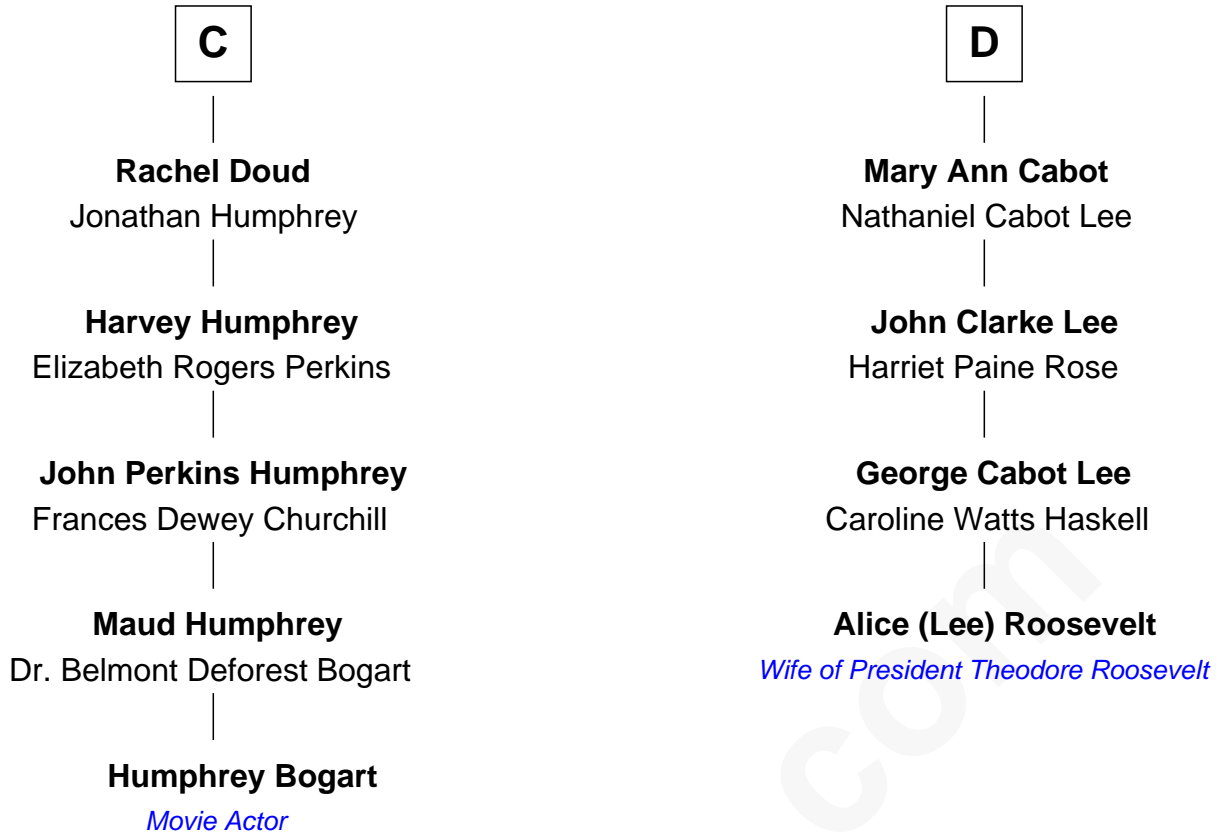 C
Rachel Doud
Jonathan Humphrey
Harvey Humphrey
Elizabeth Rogers Perkins
John Perkins Humphrey
Frances Dewey Churchill
Maud Humphrey
Dr. Belmont Deforest Bogart
Humphrey Bogart
Movie Actor
D
Mary Ann Cabot
Nathaniel Cabot Lee
John Clarke Lee
Harriet Paine Rose
George Cabot Lee
Caroline Watts Haskell
Alice (Lee) Roosevelt
Wife of President Theodore Roosevelt
com